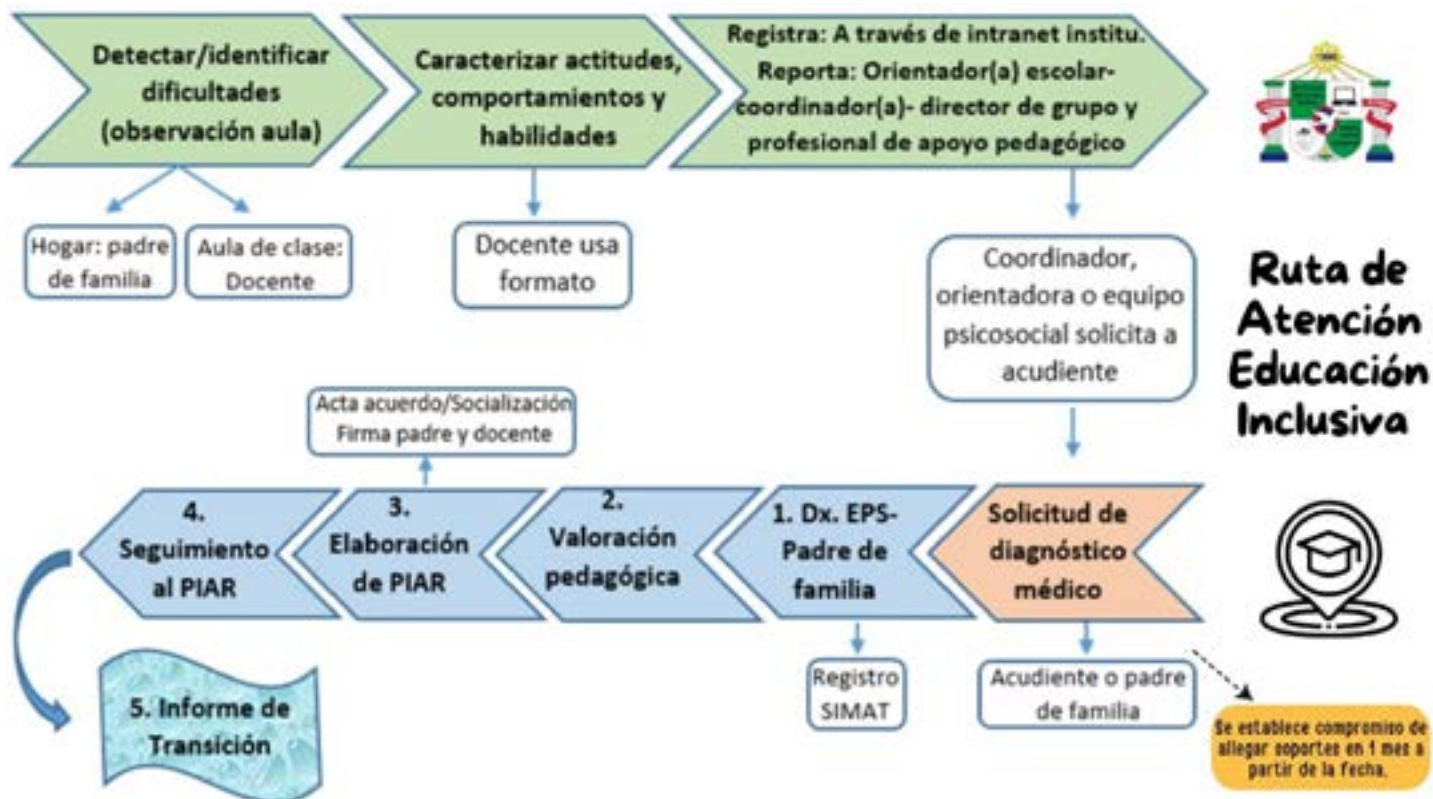 Detectar/identificar
dificultades
(observación aula)
Caracterizar actitudes,
comportamientos y
habilidades
Registra: A través de intranet institu.
Reporta: Orientador(a) escolar-
coordinador(a)- director de grupo y
profesional de apoyo pedagógico
Hogar: padre
de familia
Aula de clase:
Docente
Docente usa
formato
Coordinador,
orientadora o equipo
psicosocial solicita a
acudiente
Ruta de
Atención
Educación
Inclusiva
Acta acuerdo/Socialización
Firma padre y docente
Solicitud de
diagnóstico
médico
1. Dx. EPS-
Padre de
familia
2.
Valoración
pedagógica
3.
Elaboración
de PIAR
4.
Seguimiento
al PIAR
Acudiente o padre
de familia
Registro
SIMAT
Se establece compromiso de
allegar soportes en 1 mes a
partir de la fecha.
5. Informe de
Transición